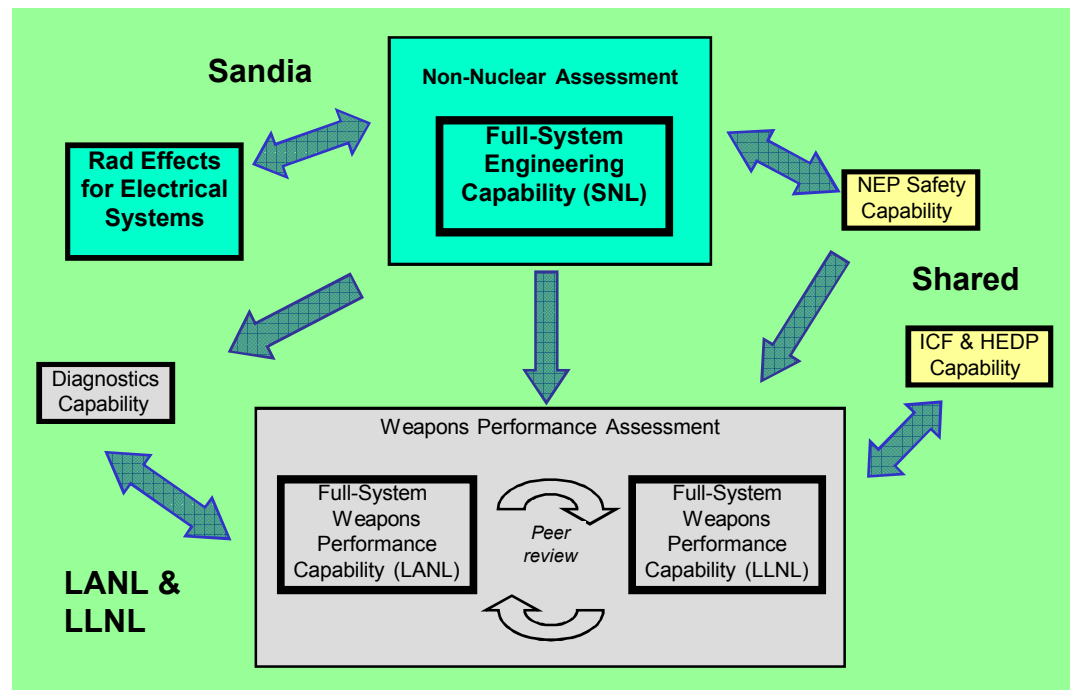 Sandia
Non-Nuclear Assessment
Full-System
Engineering
Capability (SNL)
Rad Effects
for Electrical
Systems
NEP Safety
Capability
Shared
ICF & HEDP
Capability
Diagnostics
Capability
Weapons Performance Assessment
Full-System
Weapons
Performance
Capability (LANL)
Peer
review
Full-System
Weapons
Performance
Capability (LLNL)
LANL &
LLNL